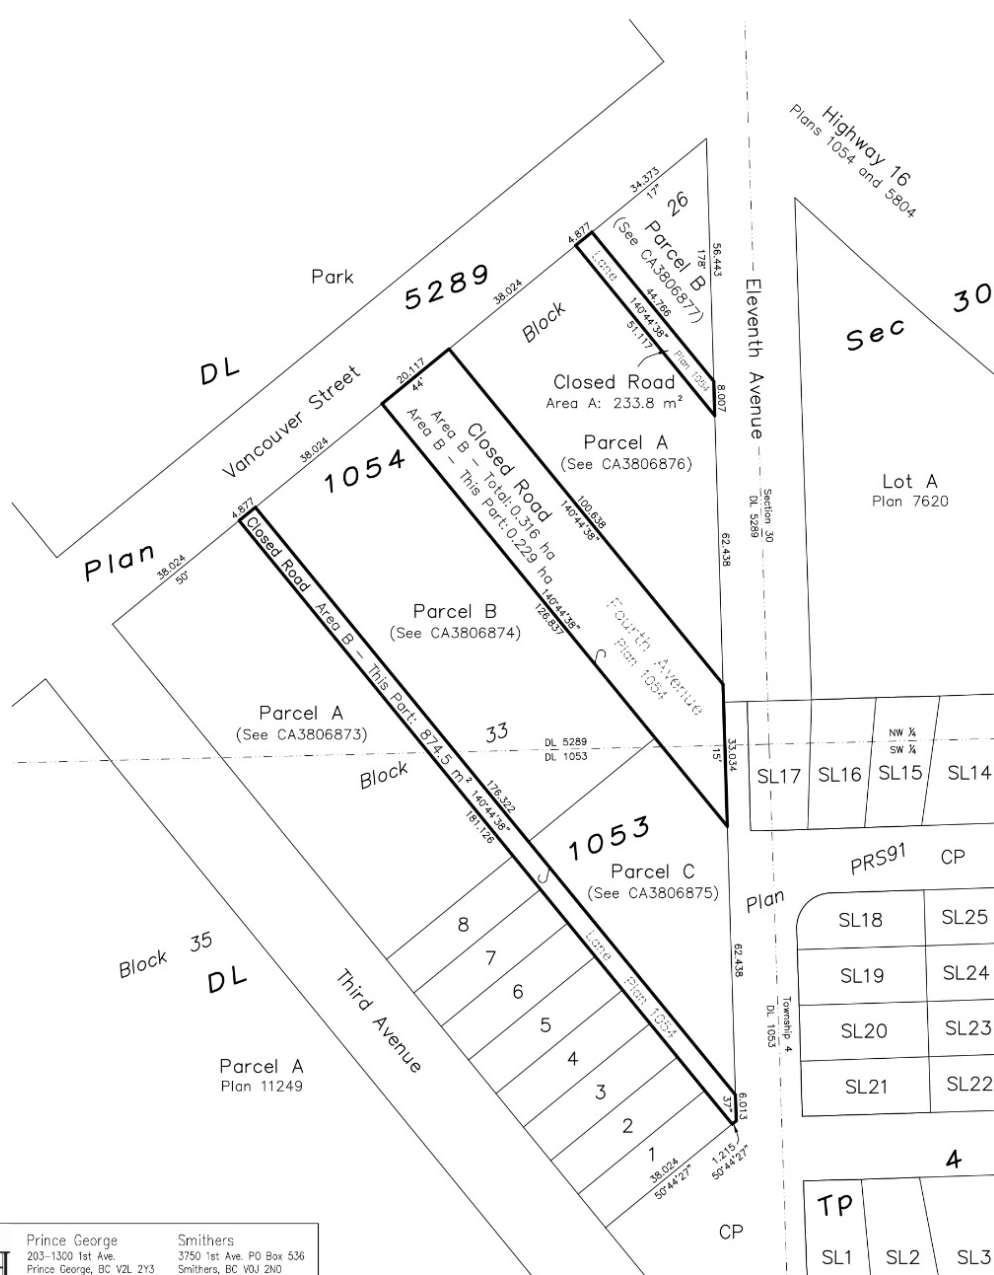 Highway 16
Plans 1054 and 5804
34.373
17"
26
Parcel B
(See CA3806877)
4.877
56.443
178°
Park
5289
38.024
Lane
44.766
140°44'38"
51.117
Plan 1054
Eleventh Avenue
Sec 30
Block
DL
20.117
44'
Closed Road
Area A: 233.8 m²
8.007
Vancouver Street
38.024
1054
Closed Road
Area B – Total: 0.316 ha
Area B – This Part: 0.229 ha
Parcel A
(See CA3806876)
Lot A
Plan 7620
100.638
140°44'38"
Section 30
DL 5289
62.438
4.877
Plan
38.024
50'
Closed Road Area B – This Part: 874.5 m²
Parcel B
(See CA3806874)
140°44'38"
126.837
Fourth Avenue
Plan 1054
Parcel A
(See CA3806873)
33
DL 5289
DL 1053
Block
33.034
15'
NW ¼
SW ¼
SL17
SL16
SL15
SL14
176.322
140°44'38"
181.126
1053
Parcel C
(See CA3806875)
PRS91
CP
Plan
SL18
SL25
8
7
6
5
4
3
2
1
Lane
Plan 1054
62.438
Block 35
DL
Third Avenue
SL19
SL24
Township 4
DL 1053
SL20
SL23
Parcel A
Plan 11249
SL21
SL22
6.013
37"
1.215
50°44'27"
38.024
50°44'27"
4
Tp
CP
SL1
SL2
SL3
Prince George
203-1300 1st Ave.
Prince George, BC V2L 2Y3
Smithers
3750 1st Ave. PO Box 536
Smithers, BC V0J 2N0